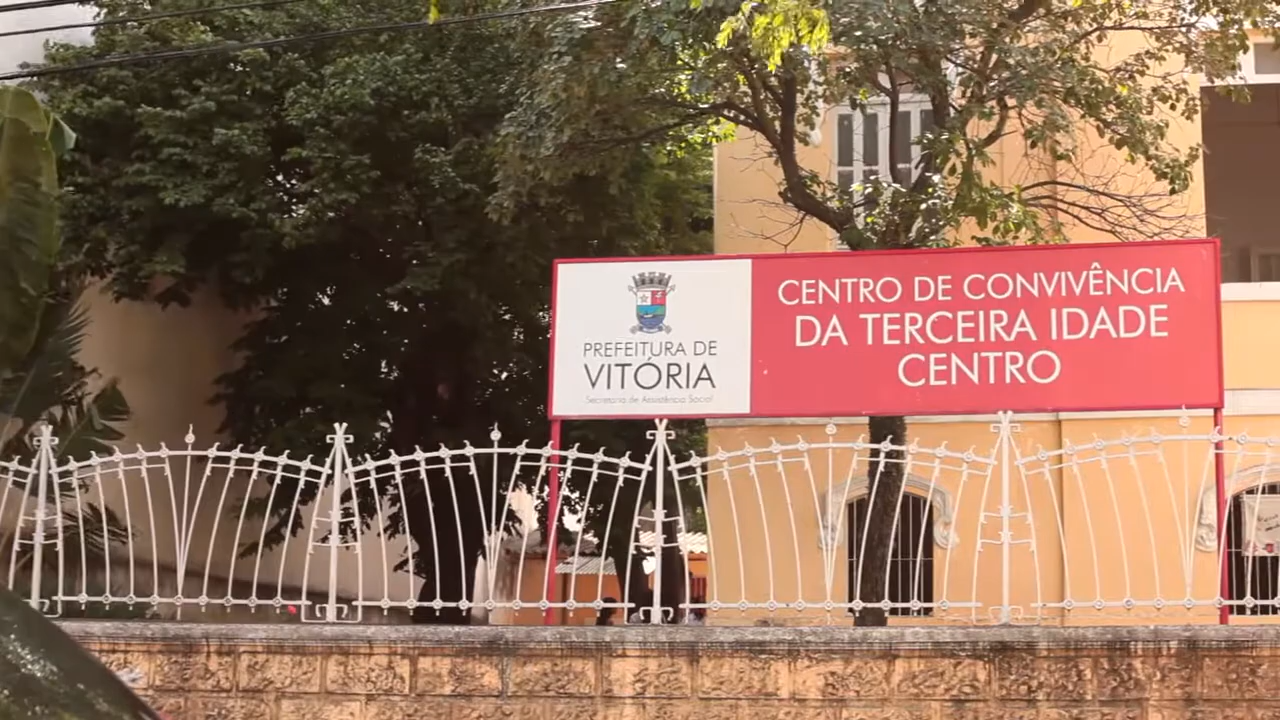 PREFEITURA DE
VITÓRIA
Secretaria de Assistência Social
CENTRO DE CONVIVÊNCIA
DA TERCEIRA IDADE
CENTRO